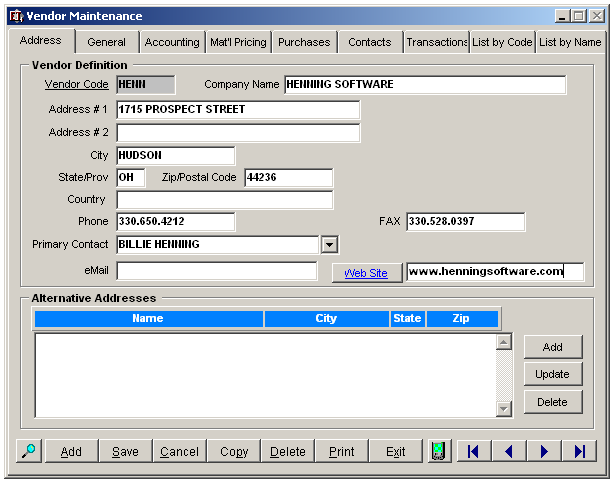 Vendor Maintenance
Address General Accounting Mat'l Pricing Purchases Contacts Transactions List by Code List by Name
Vendor Definition
Vendor Code HENN Company Name HENNING SOFTWARE
Address # 1 1715 PROSPECT STREET
Address # 2
City HUDSON
State/Prov OH Zip/Postal Code 44236
Country
Phone 330.650.4212 FAX 330.528.0397
Primary Contact BILLIE HENNING
eMail Web Site www.henningsoftware.com
Alternative Addresses
Name City State Zip
Add
Update
Delete
Add Save Cancel Copy Delete Print Exit